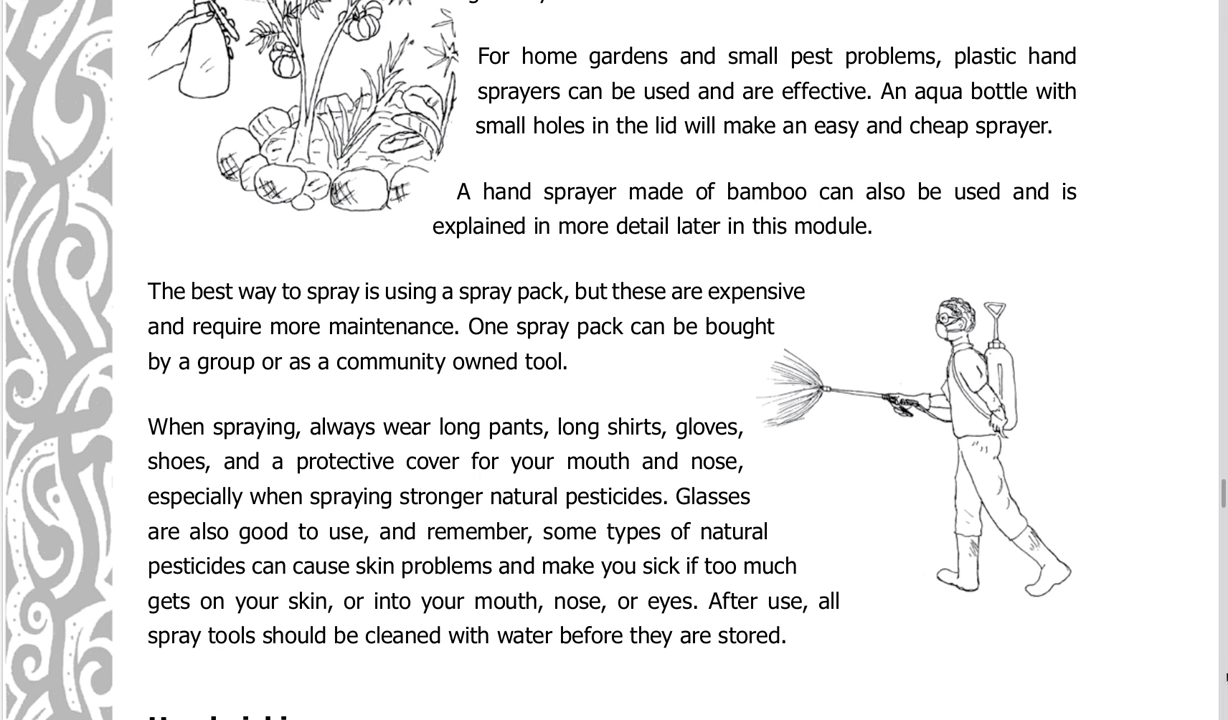 For home gardens and small pest problems, plastic hand
sprayers can be used and are effective. An aqua bottle with
small holes in the lid will make an easy and cheap sprayer.
A hand sprayer made of bamboo can also be used and is
explained in more detail later in this module.
The best way to spray is using a spray pack, but these are expensive
and require more maintenance. One spray pack can be bought
by a group or as a community owned tool.
When spraying, always wear long pants, long shirts, gloves,
shoes, and a protective cover for your mouth and nose,
especially when spraying stronger natural pesticides. Glasses
are also good to use, and remember, some types of natural
pesticides can cause skin problems and make you sick if too much
gets on your skin, or into your mouth, nose, or eyes. After use, all
spray tools should be cleaned with water before they are stored.